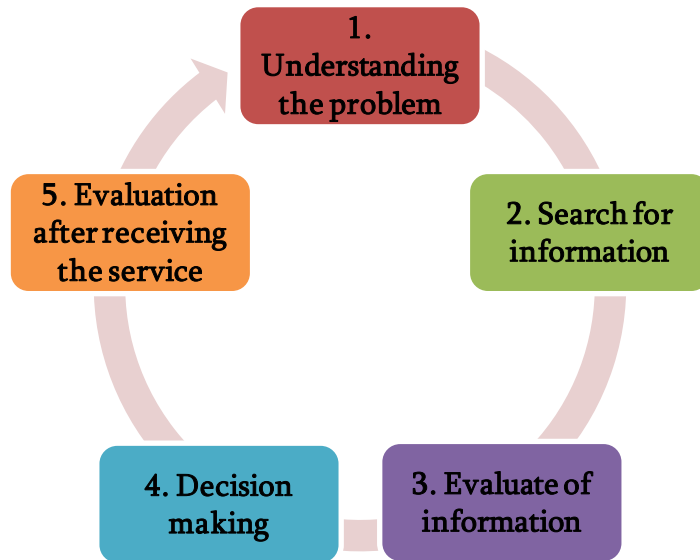 1.
Understanding
the problem
2. Search for
information
3. Evaluate of
information
4. Decision
making
5. Evaluation
after receiving
the service